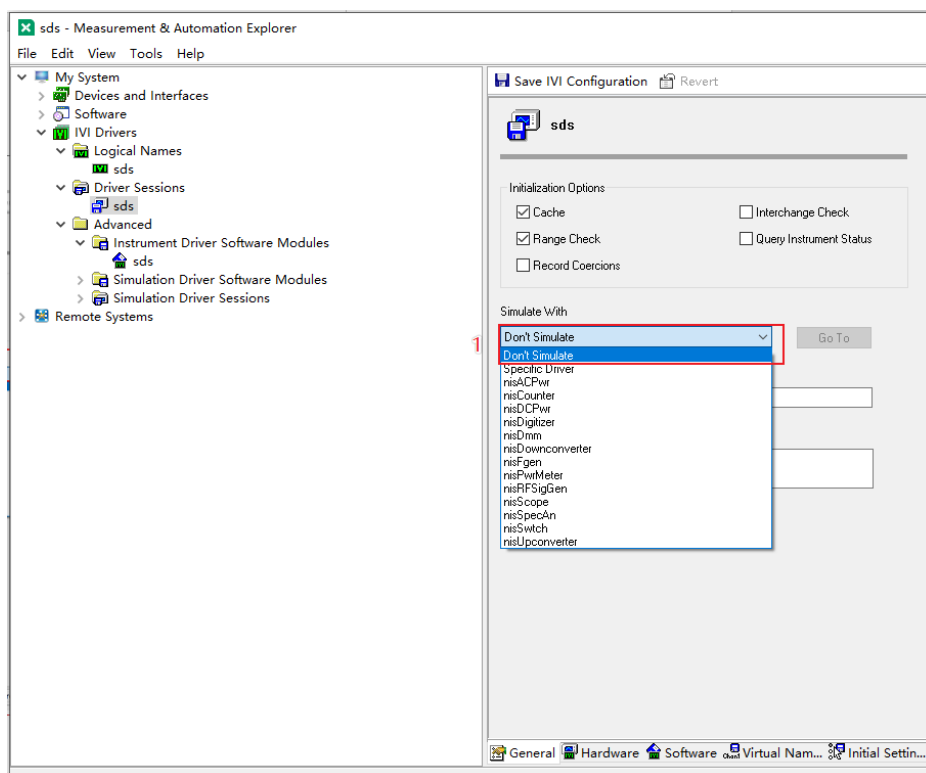 sds - Measurement & Automation Explorer
File Edit View Tools Help
My System
Devices and Interfaces
Software
IVI Drivers
Logical Names
IVI sds
Driver Sessions
sds
Advanced
Instrument Driver Software Modules
sds
Simulation Driver Software Modules
Simulation Driver Sessions
Remote Systems
Save IVI Configuration Revert
sds
Initialization Options
Cache Interchange Check
Range Check Query Instrument Status
Record Coercions
Simulate With
1
Don't Simulate Go To
Don't Simulate
Specific Driver
nisACPwr
nisCounter
nisDCPwr
nisDigitizer
nisDmm
nisDownconverter
nisFgen
nisPwrMeter
nisRFSigGen
nisScope
nisSpecAn
nisSwtch
nisUpconverter
General Hardware Software Virtual Nam... Initial Settin...